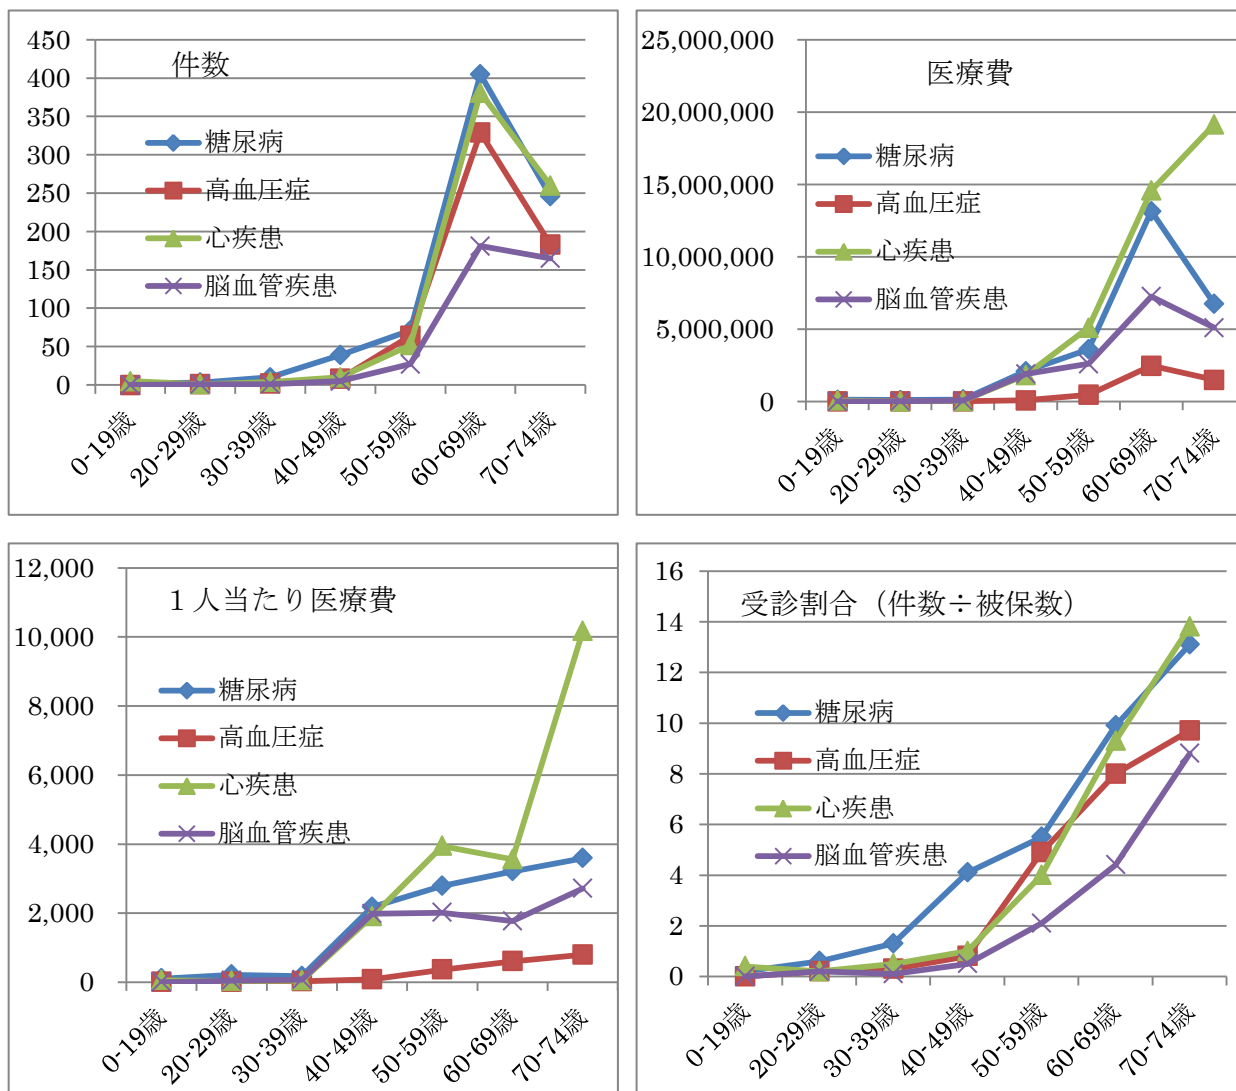 件数
450
400
350
300
250
200
150
100
50
0
糖尿病
高血圧症
心疾患
脳血管疾患
0-19歳
20-29歳
30-39歳
40-49歳
50-59歳
60-69歳
70-74歳
医療費
25,000,000
20,000,000
15,000,000
10,000,000
5,000,000
0
糖尿病
高血圧症
心疾患
脳血管疾患
0-19歳
20-29歳
30-39歳
40-49歳
50-59歳
60-69歳
70-74歳
1人当たり医療費
12,000
10,000
8,000
6,000
4,000
2,000
0
糖尿病
高血圧症
心疾患
脳血管疾患
0-19歳
20-29歳
30-39歳
40-49歳
50-59歳
60-69歳
70-74歳
受診割合（件数÷被保数）
16
14
12
10
8
6
4
2
0
糖尿病
高血圧症
心疾患
脳血管疾患
0-19歳
20-29歳
30-39歳
40-49歳
50-59歳
60-69歳
70-74歳